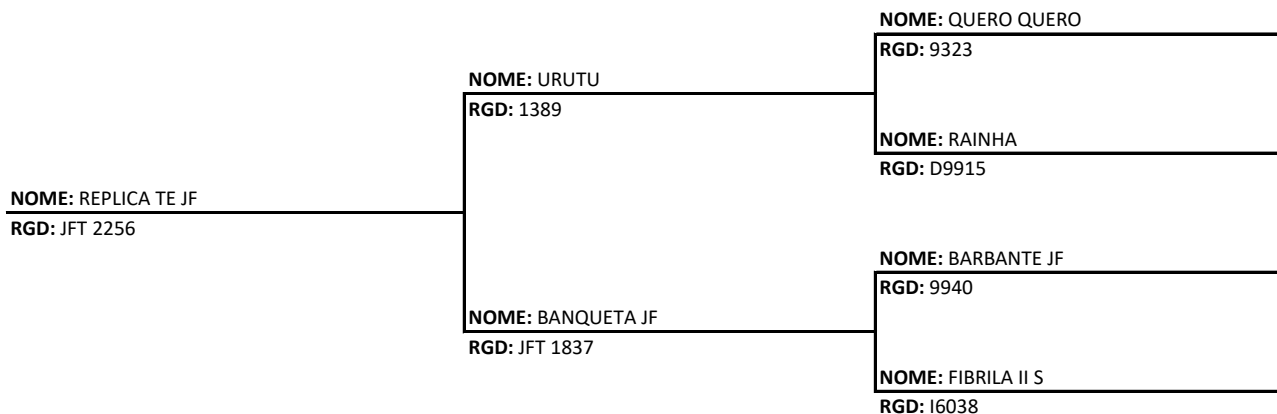 NOME: QUERO QUERO
RGD: 9323
NOME: URUTU
RGD: 1389
NOME: RAINHA
RGD: D9915
NOME: REPLICA TE JF
RGD: JFT 2256
NOME: BARBANTE JF
RGD: 9940
NOME: BANQUETA JF
RGD: JFT 1837
NOME: FIBRILA II S
RGD: I6038